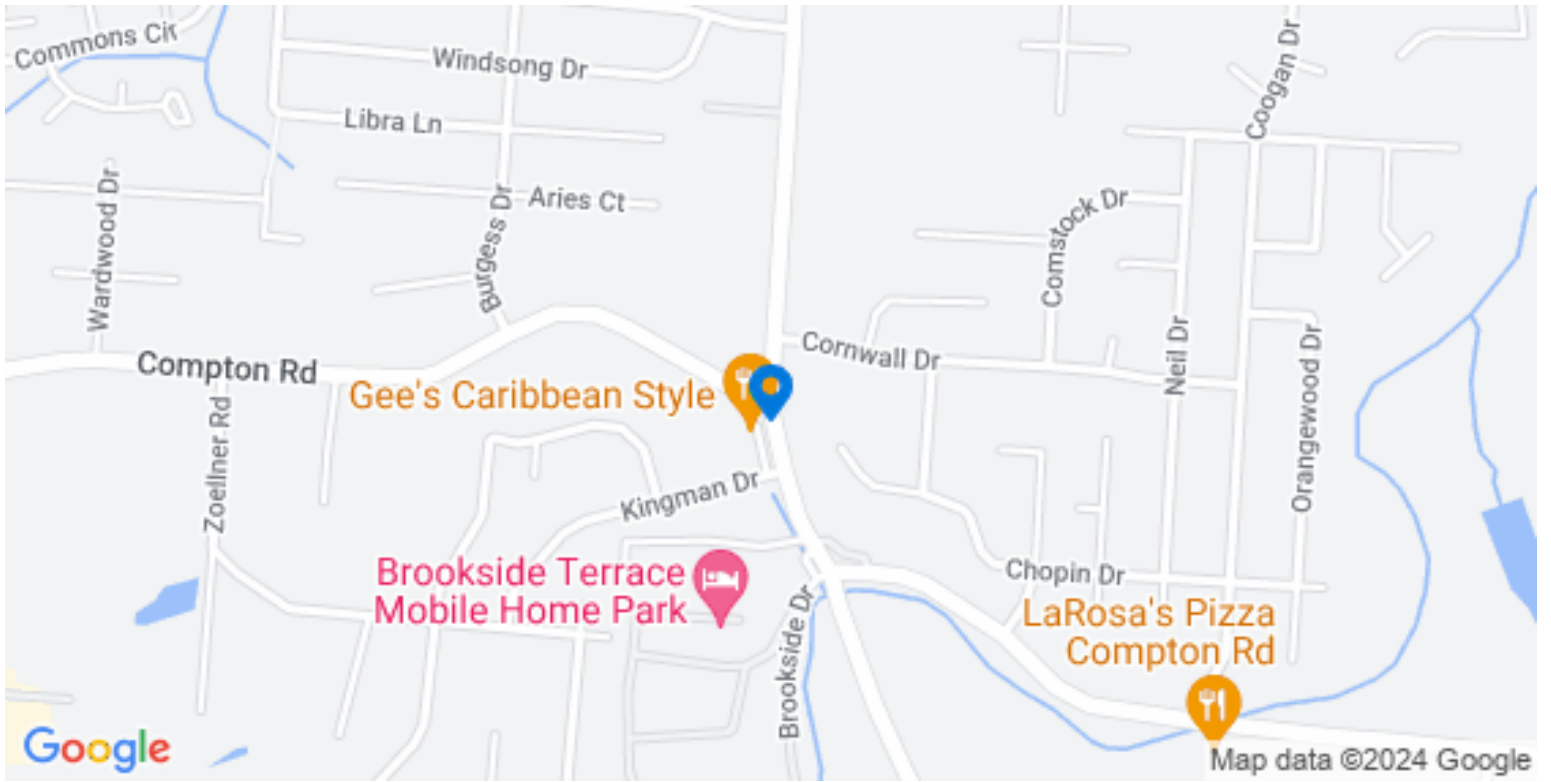 Commons Cit
Windsong Dr
Coogan Dr
Libra Ln
Wardwood Dr
Burgess Dr
Aries Ct
Comstock Dr
Compton Rd
Cornwall Dr
Neil Dr
Orangewood Dr
Gee's Caribbean Style
Zoellner Rd
Kingman Dr
Brookside Terrace
Mobile Home Park
Chopin Dr
Brookside Dr
LaRosa's Pizza
Compton Rd
Google
Map data ©2024 Google